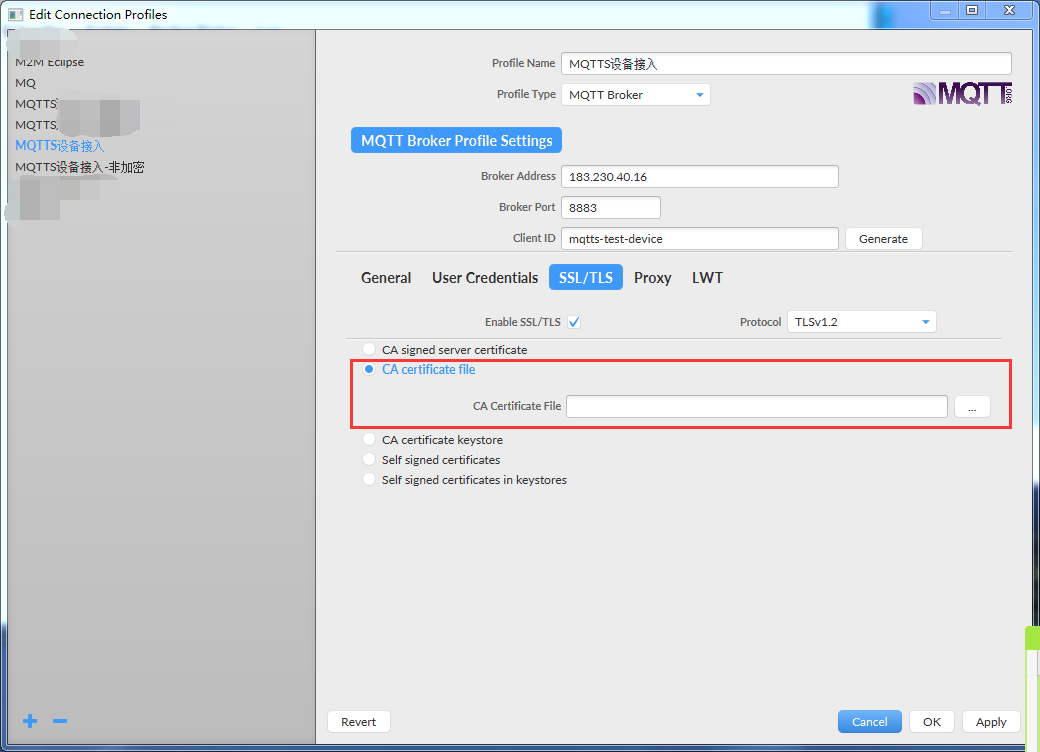 Edit Connection Profiles
M2M Eclipse
MQ
MQTTS
MQTTS
MQTTS设备接入
MQTTS设备接入-非加密
Profile Name MQTTS设备接入
Profile Type MQTT Broker
MQTT.ORG
MQTT Broker Profile Settings
Broker Address 183.230.40.16
Broker Port 8883
Client ID mqtts-test-device Generate
General User Credentials SSL/TLS Proxy LWT
Enable SSL/TLS Protocol TLSv1.2
CA signed server certificate
CA certificate file
CA Certificate File ...
CA certificate keystore
Self signed certificates
Self signed certificates in keystores
Revert Cancel OK Apply